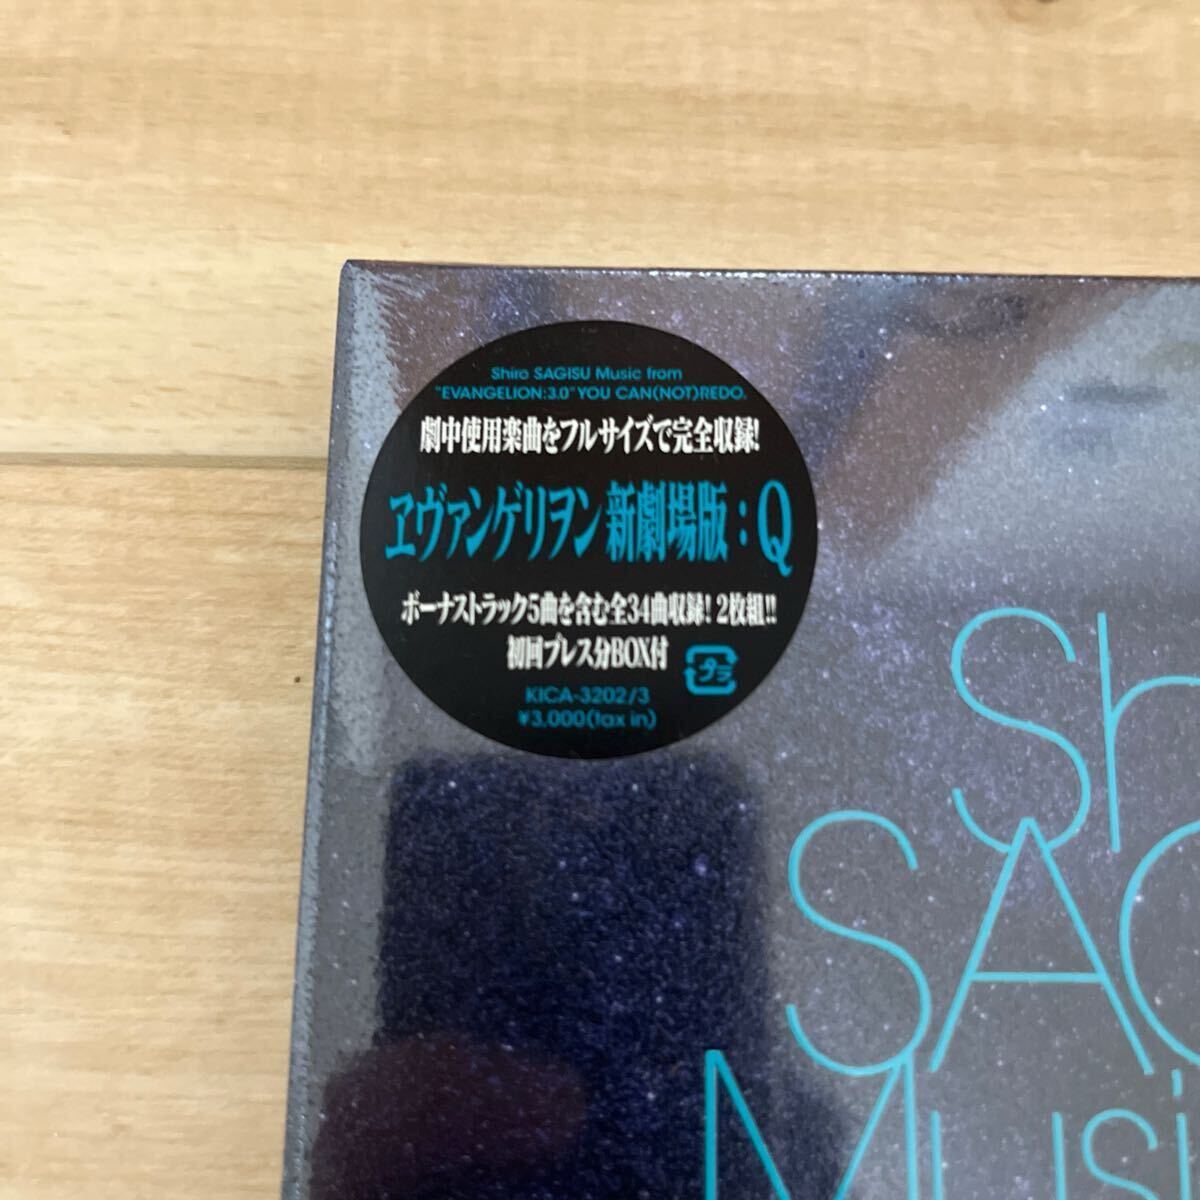 Shiro SAGISU Music from
"EVANGELION:3.0" YOU CAN(NOT)REDO.
劇中使用楽曲をフルサイズで完全収録!
ヱヴァンゲリヲン新劇場版:Q
ボーナストラック5曲を含む全34曲収録! 2枚組!!
初回プレス分BOX付
プラ
KICA-3202/3
¥3,000(tax in)
Sh
SAG
Musi